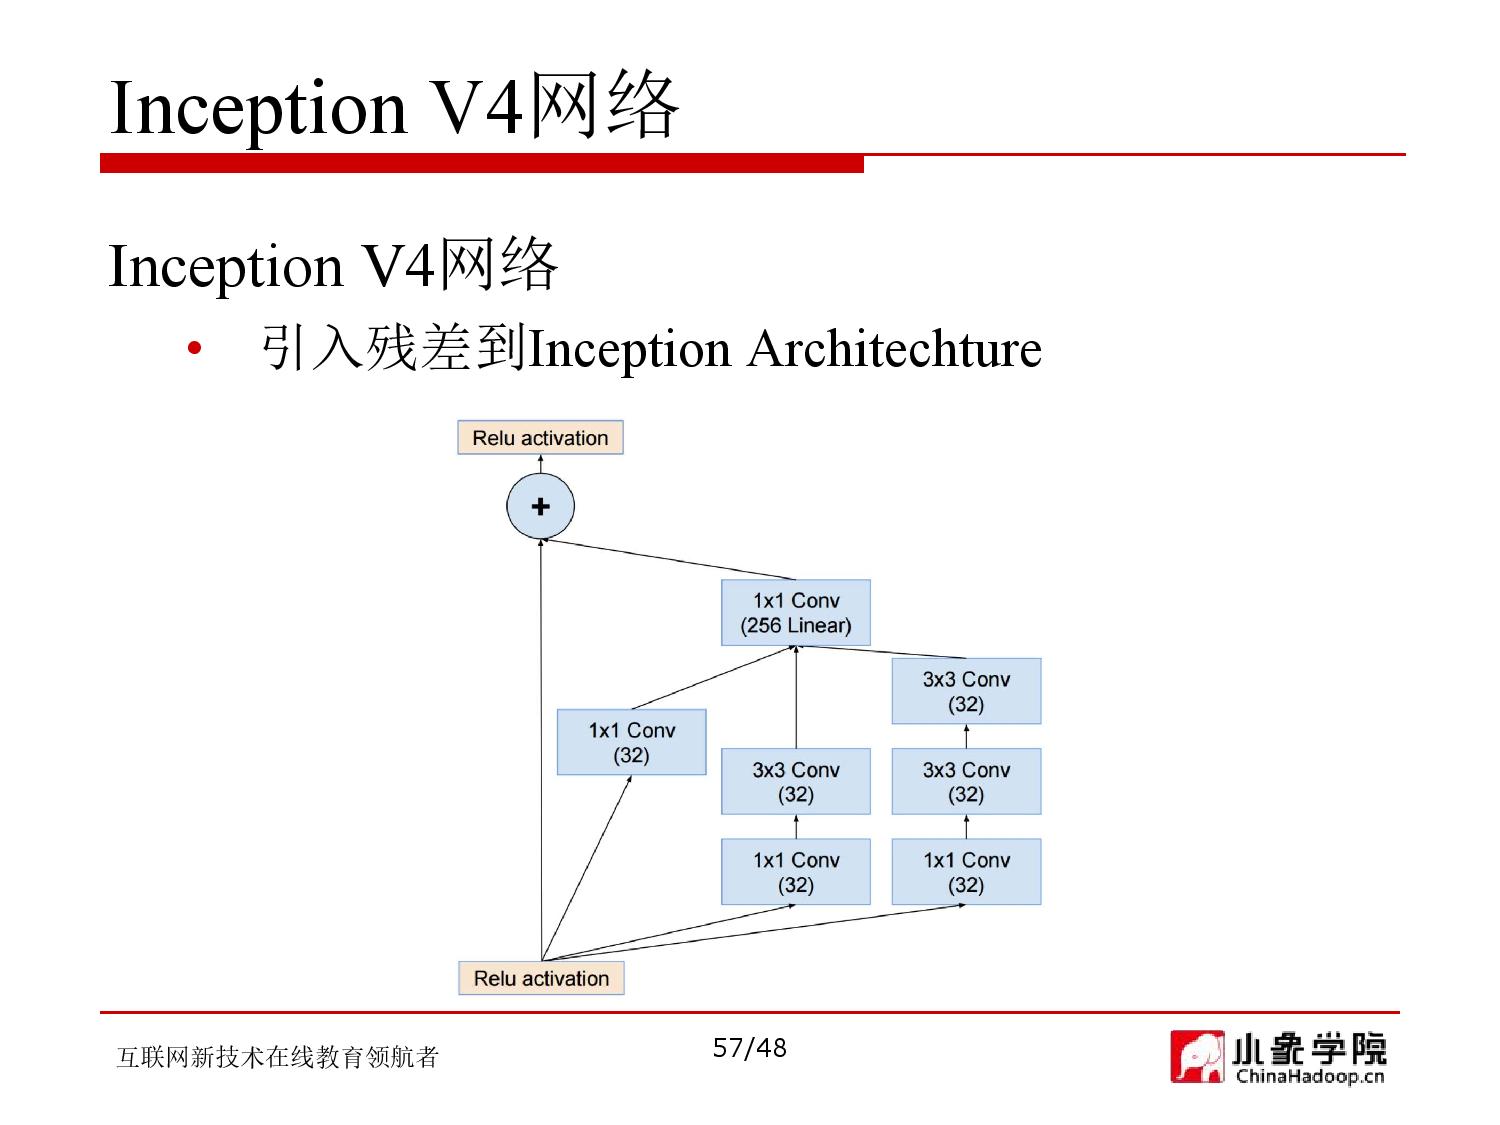 Inception V4网络
Inception V4网络
• 引入残差到Inception Architechture
Relu activation
+
1x1 Conv
(256 Linear)
3x3 Conv
(32)
1x1 Conv
(32)
3x3 Conv
(32)
3x3 Conv
(32)
1x1 Conv
(32)
1x1 Conv
(32)
Relu activation
互联网新技术在线教育领航者
57/48
小象学院
ChinaHadoop.cn